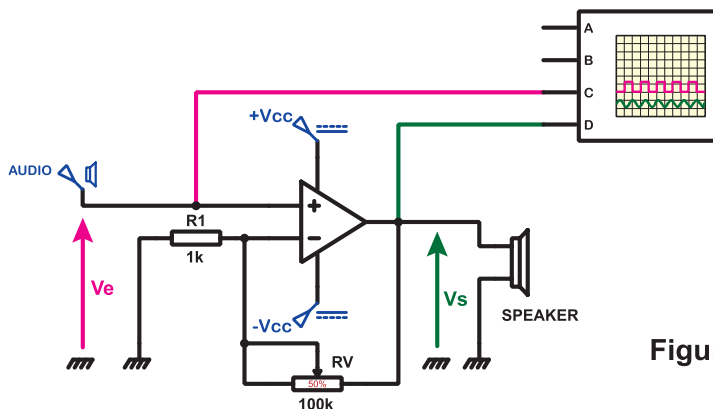 A
B
C
D
+Vcc
AUDIO
R1
1k
+
−
Ve
Vs
-Vcc
SPEAKER
RV
50%
100k
Figu